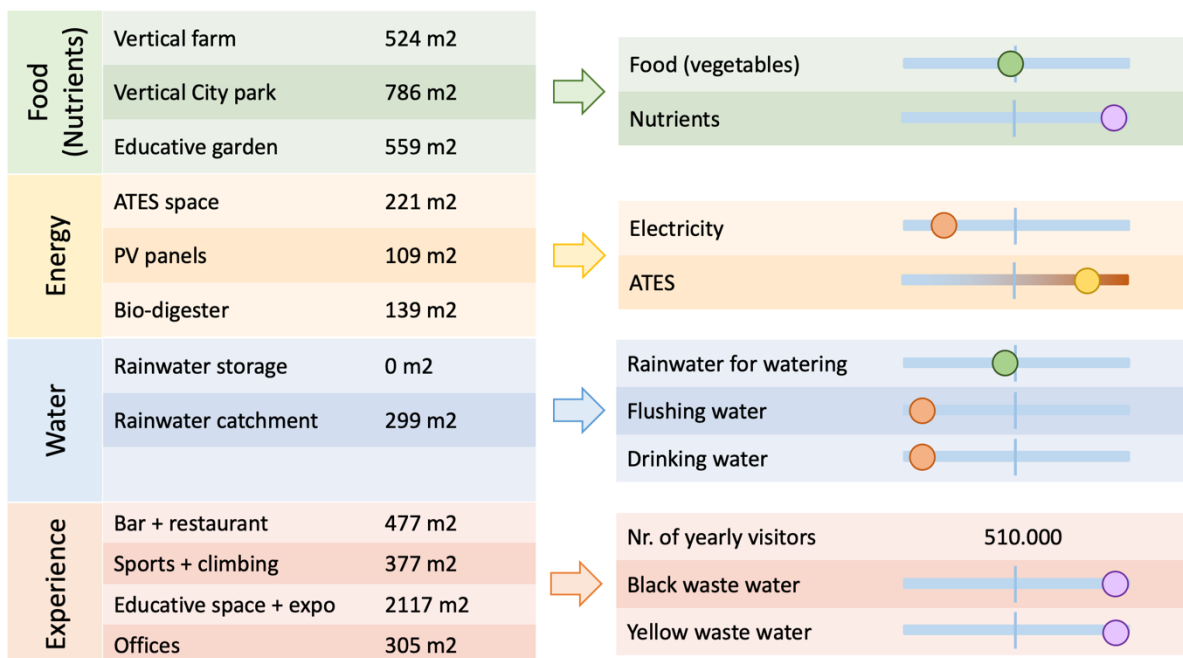 Food
(Nutrients)
Vertical farm 524 m2
Vertical City park 786 m2
Educative garden 559 m2
Food (vegetables)
Nutrients
Energy
ATES space 221 m2
PV panels 109 m2
Bio-digester 139 m2
Electricity
ATES
Water
Rainwater storage 0 m2
Rainwater catchment 299 m2
Rainwater for watering
Flushing water
Drinking water
Experience
Bar + restaurant 477 m2
Sports + climbing 377 m2
Educative space + expo 2117 m2
Offices 305 m2
Nr. of yearly visitors 510.000
Black waste water
Yellow waste water